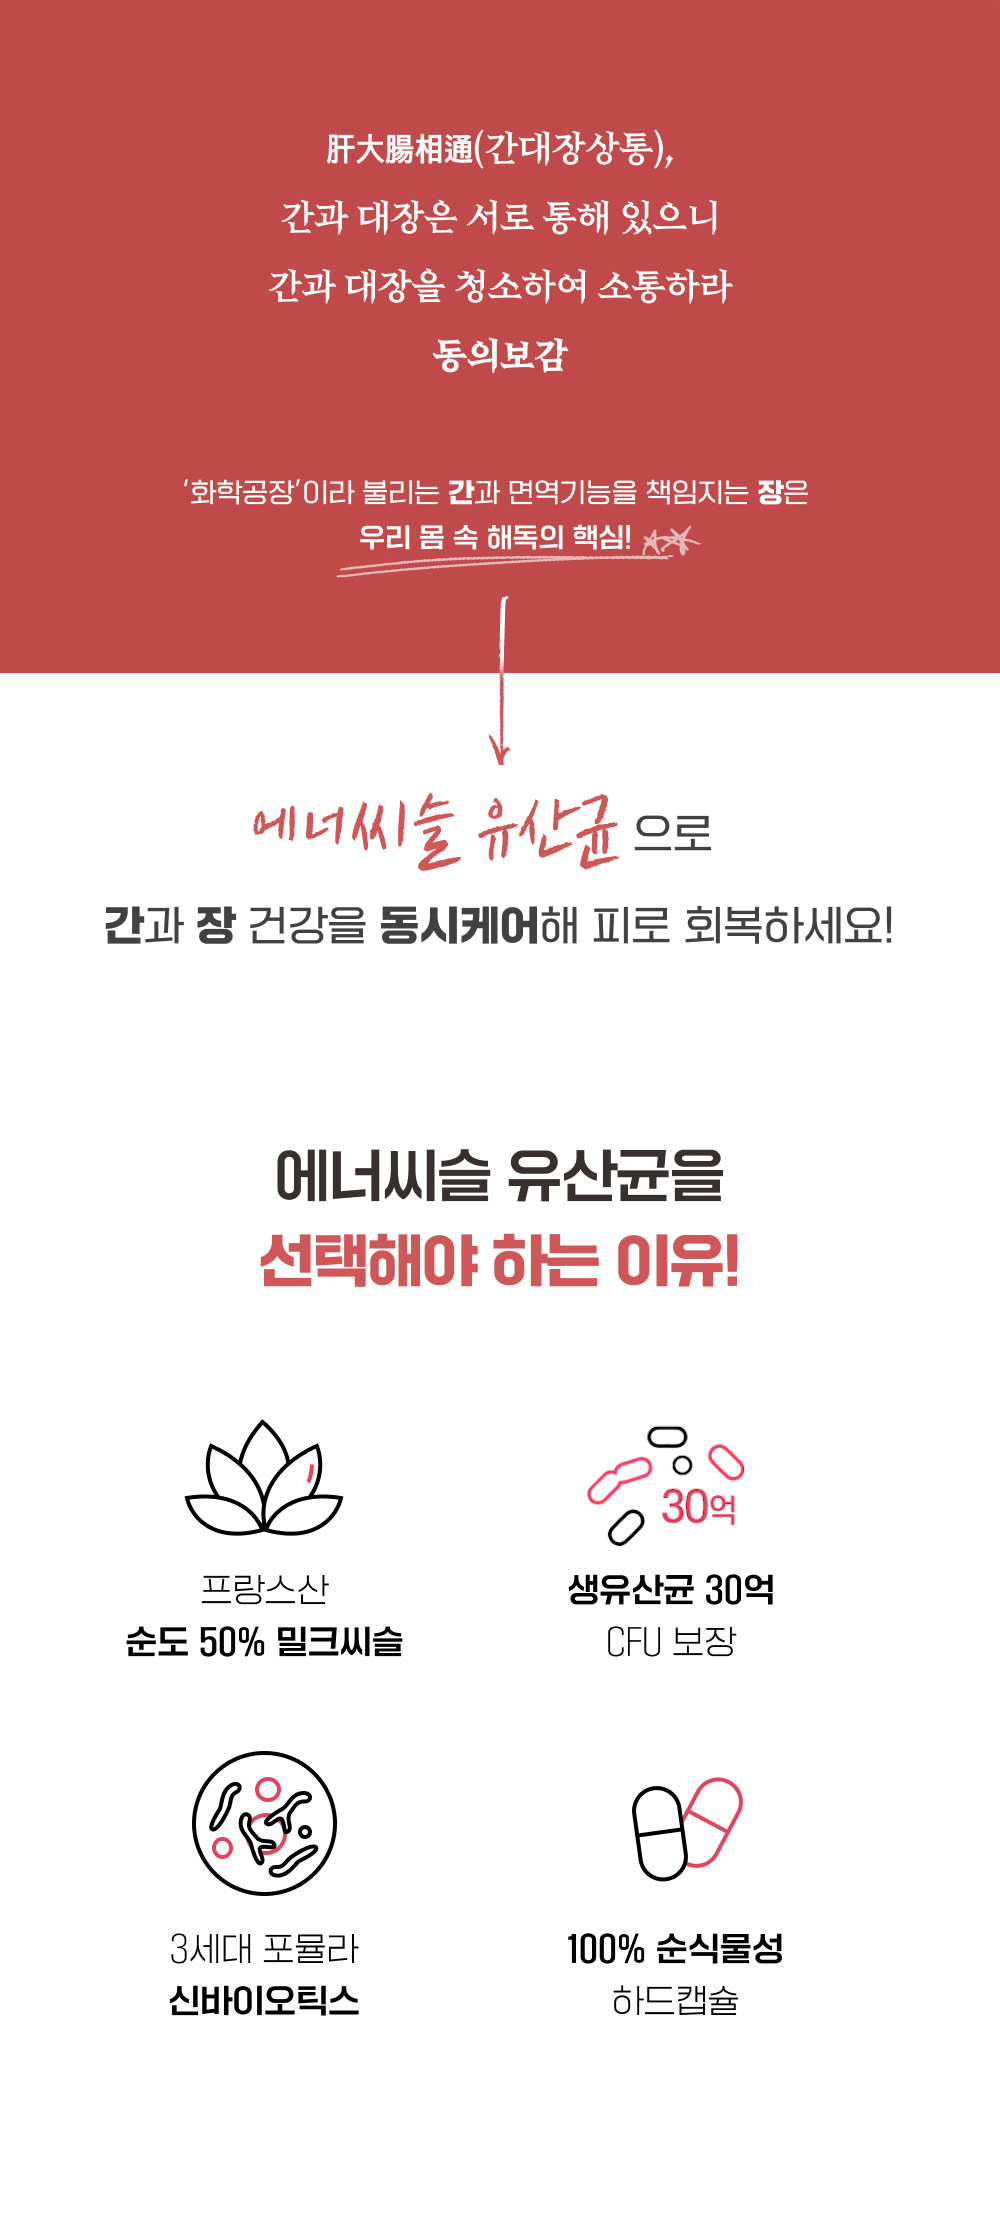 肝大腸相通(간대장상통),
간과 대장은 서로 통해 있으니
간과 대장을 청소하여 소통하라
동의보감
‘화학공장’이라 불리는 간과 면역기능을 책임지는 장은
우리 몸 속 해독의 핵심!
에너씨슬 유산균으로
간과 장 건강을 동시케어해 피로 회복하세요!
에너씨슬 유산균을
선택해야 하는 이유!
30억
프랑스산
순도 50% 밀크씨슬
생유산균 30억
CFU 보장
3세대 포뮬라
신바이오틱스
100% 순식물성
하드캡슐